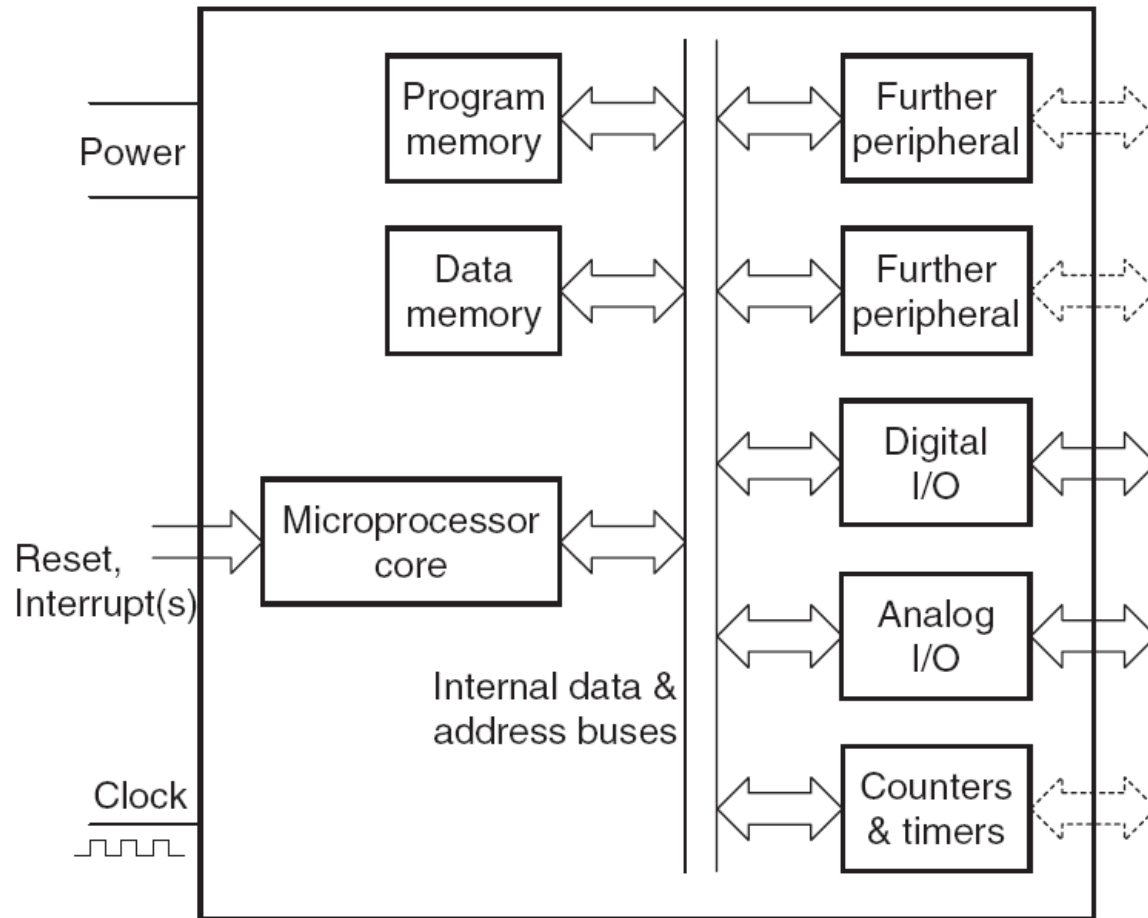 Power
Reset,
Interrupt(s)
Clock
Program
memory
Data
memory
Microprocessor
core
Internal data &
address buses
Further
peripheral
Further
peripheral
Digital
I/O
Analog
I/O
Counters
& timers